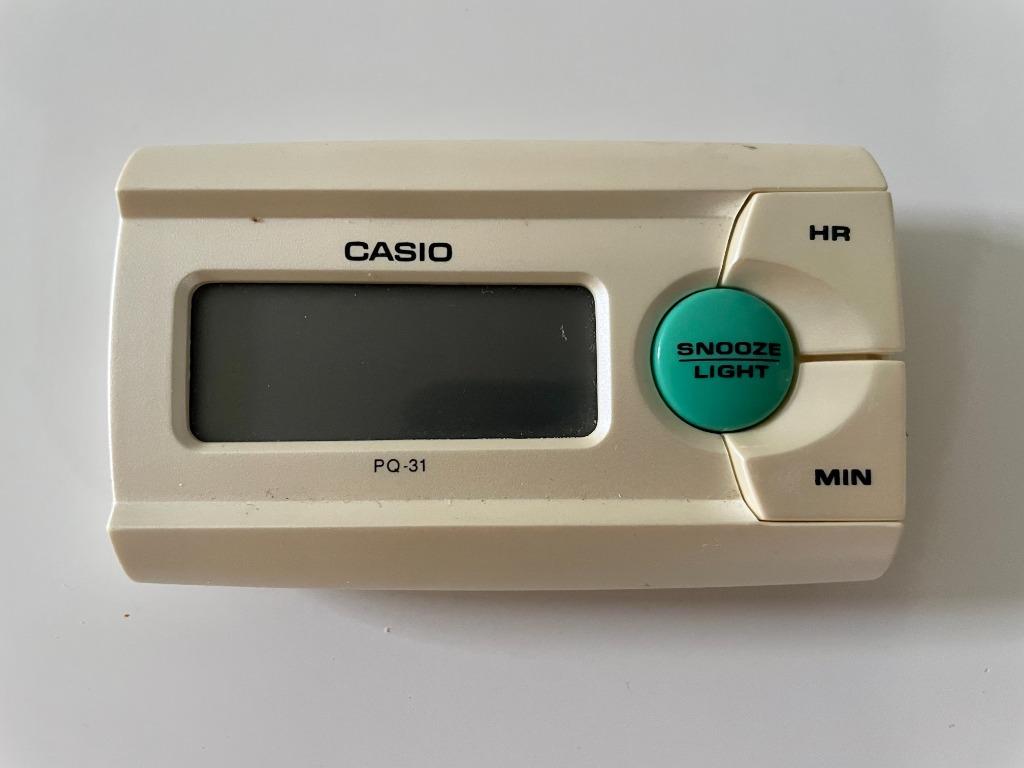 CASIO
HR
SNOOZE
LIGHT
PQ-31
MIN